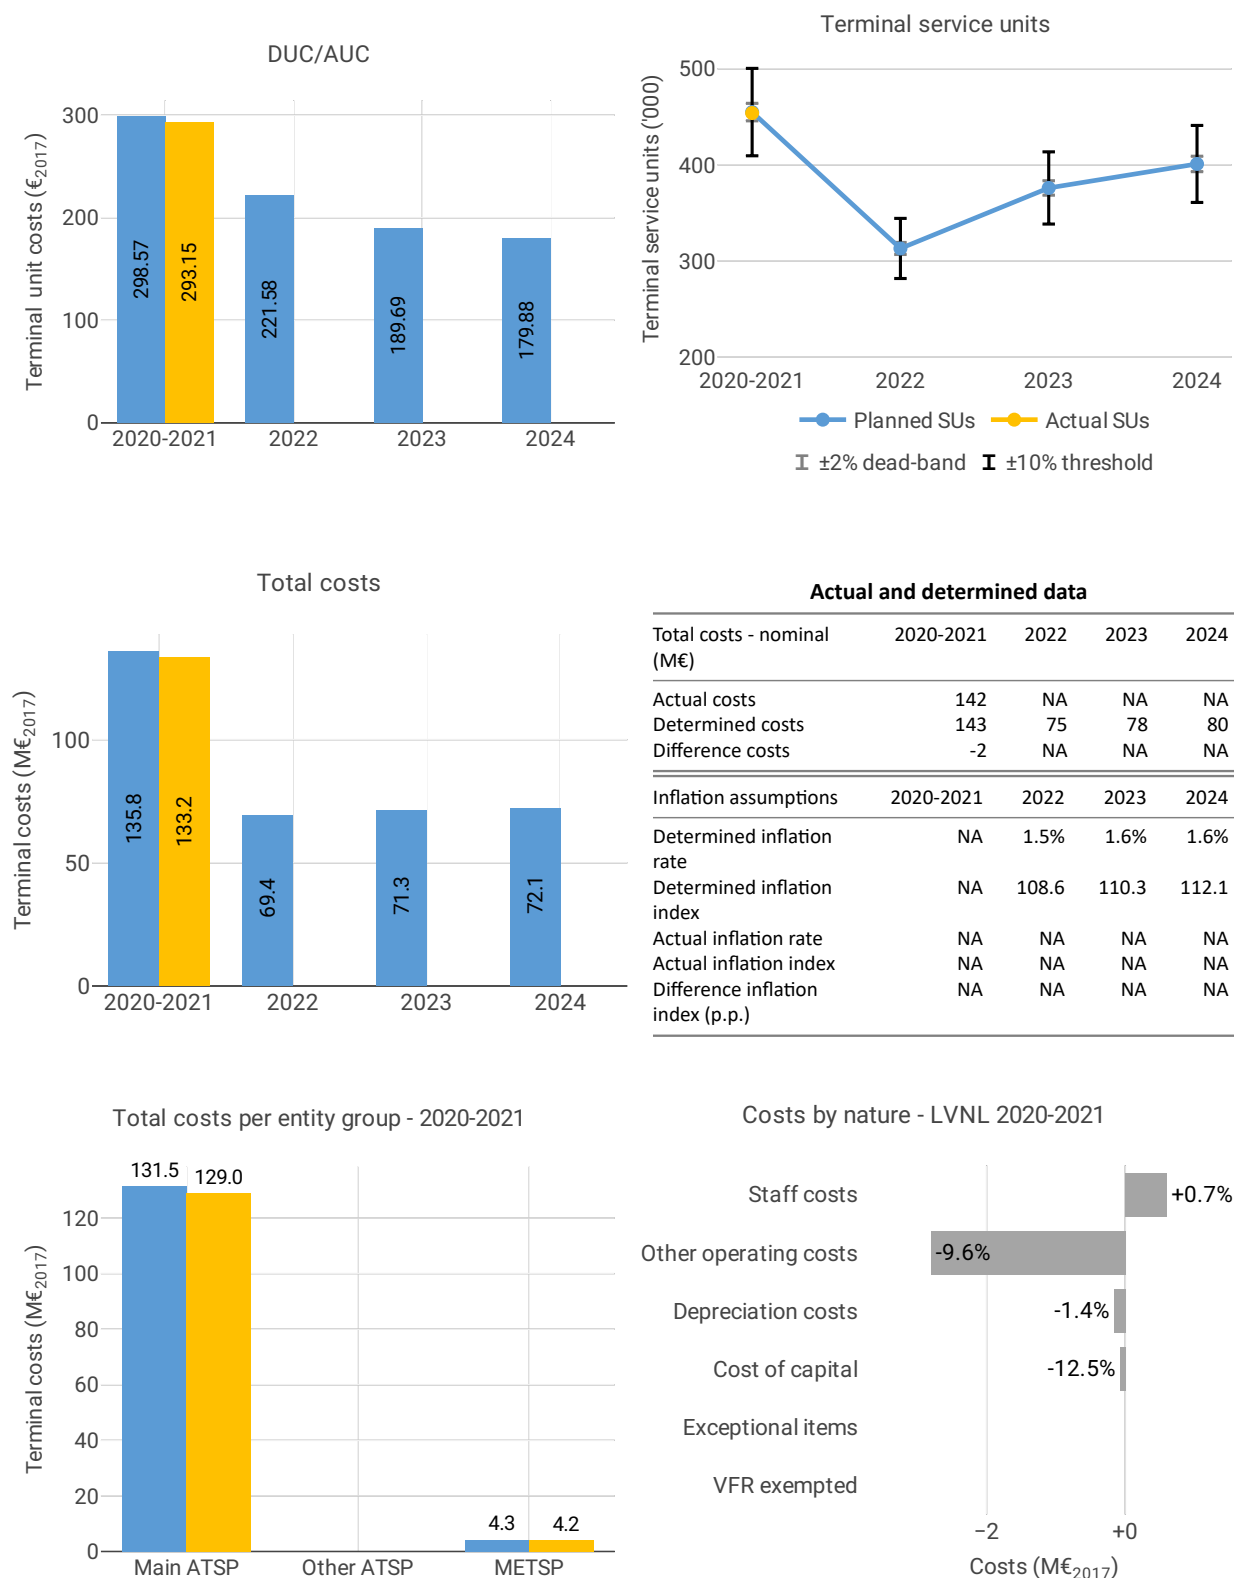 DUC/AUC
Terminal unit costs (€2017)
300
200
100
0
298.57
293.15
221.58
189.69
179.88
2020-2021
2022
2023
2024
Terminal service units
Terminal service units ('000)
500
400
300
200
2020-2021
2022
2023
2024
Planned SUs
Actual SUs
±2% dead-band
±10% threshold
Total costs
Terminal costs (M€2017)
100
50
0
135.8
133.2
69.4
71.3
72.1
2020-2021
2022
2023
2024
Actual and determined data
Total costs - nominal 2020-2021 2022 2023 2024
(M€)
Actual costs 142 NA NA NA
Determined costs 143 75 78 80
Difference costs -2 NA NA NA
Inflation assumptions 2020-2021 2022 2023 2024
Determined inflation NA 1.5% 1.6% 1.6%
rate
Determined inflation NA 108.6 110.3 112.1
index
Actual inflation rate NA NA NA NA
Actual inflation index NA NA NA NA
Difference inflation NA NA NA NA
index (p.p.)
Total costs per entity group - 2020-2021
Terminal costs (M€2017)
120
100
80
60
40
20
0
131.5
129.0
4.3
4.2
Main ATSP
Other ATSP
METSP
Costs by nature - LVNL 2020-2021
Staff costs
+0.7%
Other operating costs
-9.6%
Depreciation costs
-1.4%
Cost of capital
-12.5%
Exceptional items
VFR exempted
−2
+0
Costs (M€2017)